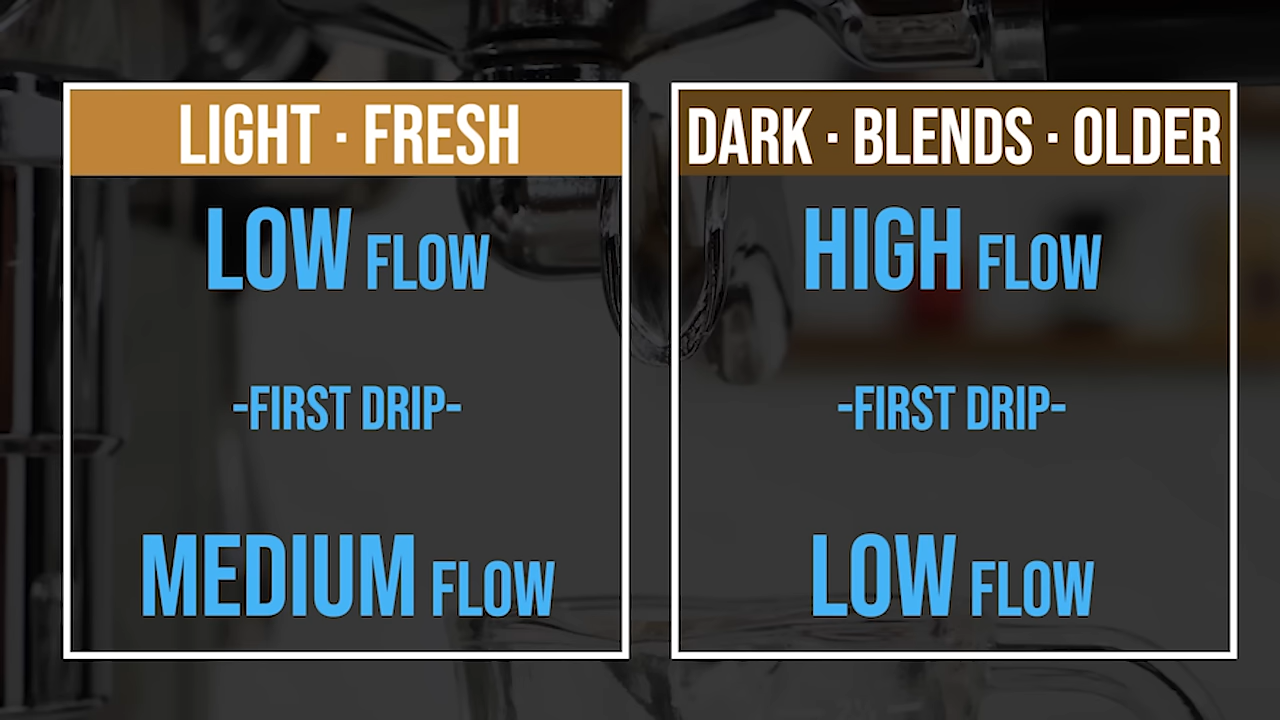 LIGHT · FRESH
LOW FLOW
-FIRST DRIP-
MEDIUM FLOW
DARK · BLENDS · OLDER
HIGH FLOW
-FIRST DRIP-
LOW FLOW